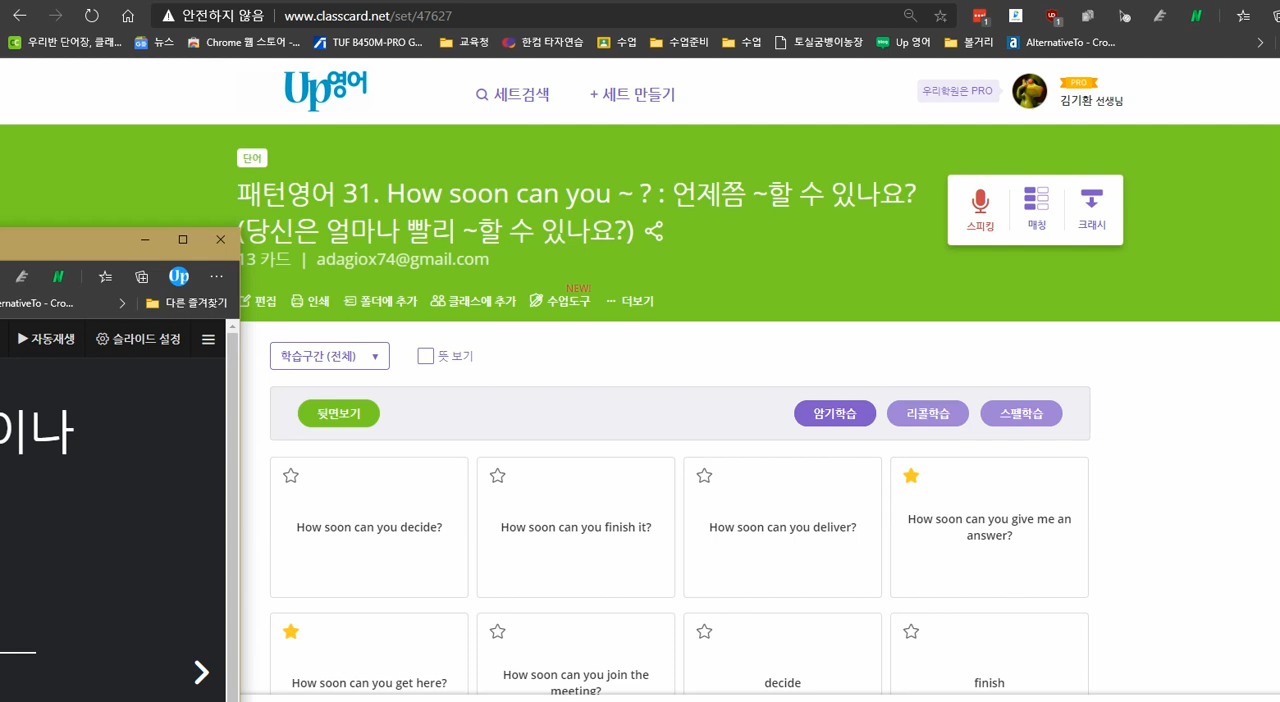 안전하지 않음 | www.classcard.net/set/47627
우리반 단어장, 클래... 뉴스 Chrome 웹 스토어 -... TUF B450M-PRO G... 교육청 한컴 타자연습 수업 수업준비 수업 토실궁뱅이농장 Up 영어 볼거리 AlternativeTo - Cro...
Up영어 세트검색 + 세트 만들기 우리학원은 PRO PRO
김기환 선생님
단어
패턴영어 31. How soon can you ~ ? : 언제쯤 ~할 수 있나요?
(당신은 얼마나 빨리 ~할 수 있나요?)
스피킹 매칭 크래시
13 카드 | adagiox74@gmail.com
NEW!
편집 인쇄 폴더에 추가 클래스에 추가 수업도구 ··· 더보기
ernativeTo - Cro... 다른 즐겨찾기
자동재생 슬라이드 설정
이나
학습구간 (전체) 뜻 보기
뒷면보기 암기학습 리콜학습 스펠학습
How soon can you decide?
How soon can you finish it?
How soon can you deliver?
How soon can you give me an
answer?
How soon can you get here?
How soon can you join the
meeting?
decide
finish